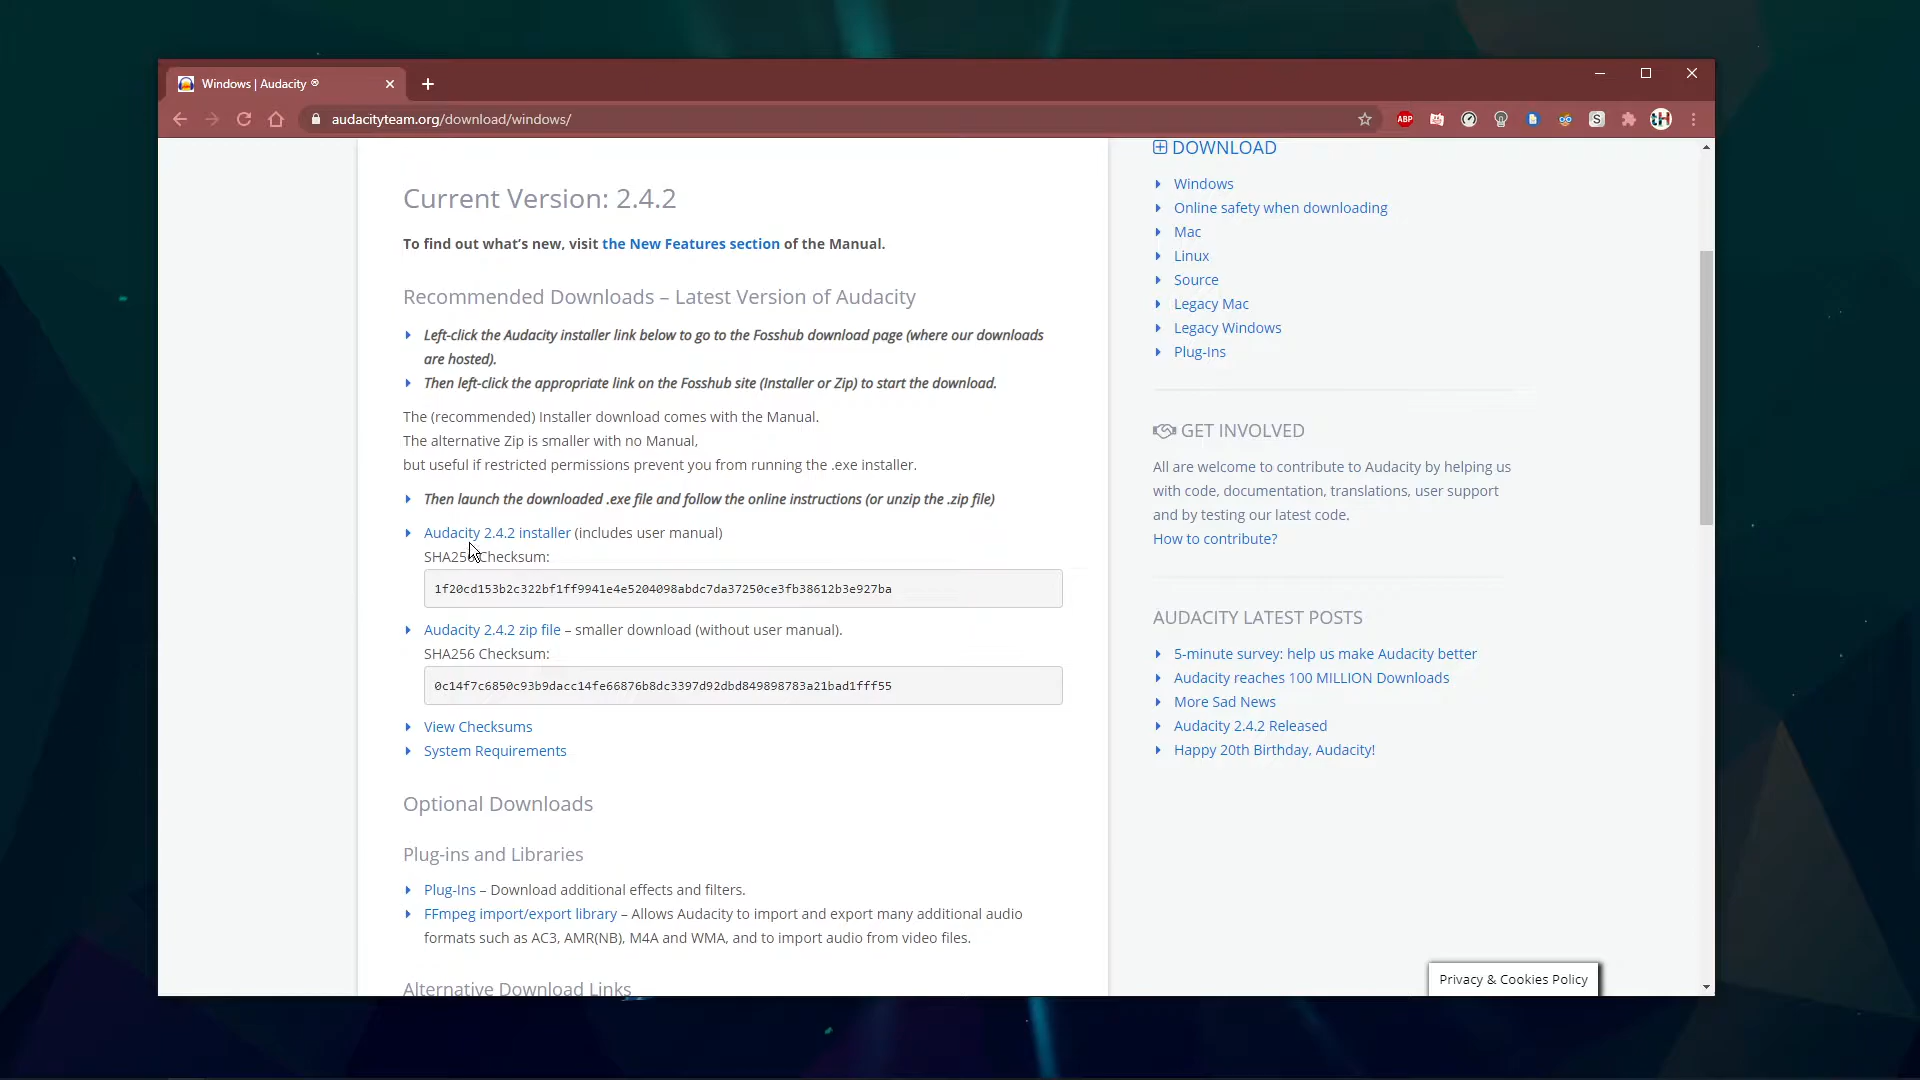 Windows | Audacity ®
audacityteam.org/download/windows/
ABP
S
tH
Current Version: 2.4.2
To find out what’s new, visit the New Features section of the Manual.
Recommended Downloads – Latest Version of Audacity
Left-click the Audacity installer link below to go to the Fosshub download page (where our downloads
are hosted).
Then left-click the appropriate link on the Fosshub site (Installer or Zip) to start the download.
The (recommended) Installer download comes with the Manual.
The alternative Zip is smaller with no Manual,
but useful if restricted permissions prevent you from running the .exe installer.
Then launch the downloaded .exe file and follow the online instructions (or unzip the .zip file)
Audacity 2.4.2 installer (includes user manual)
SHA256 Checksum:
1f20cd153b2c322bf1ff9941e4e5204098abdc7da37250ce3fb38612b3e927ba
Audacity 2.4.2 zip file – smaller download (without user manual).
SHA256 Checksum:
0c14f7c6850c93b9dacc14fe66876b8dc3397d92dbd849898783a21bad1fff55
View Checksums
System Requirements
Optional Downloads
Plug-ins and Libraries
Plug-Ins – Download additional effects and filters.
FFmpeg import/export library – Allows Audacity to import and export many additional audio
formats such as AC3, AMR(NB), M4A and WMA, and to import audio from video files.
Alternative Download Links
DOWNLOAD
Windows
Online safety when downloading
Mac
Linux
Source
Legacy Mac
Legacy Windows
Plug-Ins
GET INVOLVED
All are welcome to contribute to Audacity by helping us
with code, documentation, translations, user support
and by testing our latest code.
How to contribute?
AUDACITY LATEST POSTS
5-minute survey: help us make Audacity better
Audacity reaches 100 MILLION Downloads
More Sad News
Audacity 2.4.2 Released
Happy 20th Birthday, Audacity!
Privacy & Cookies Policy